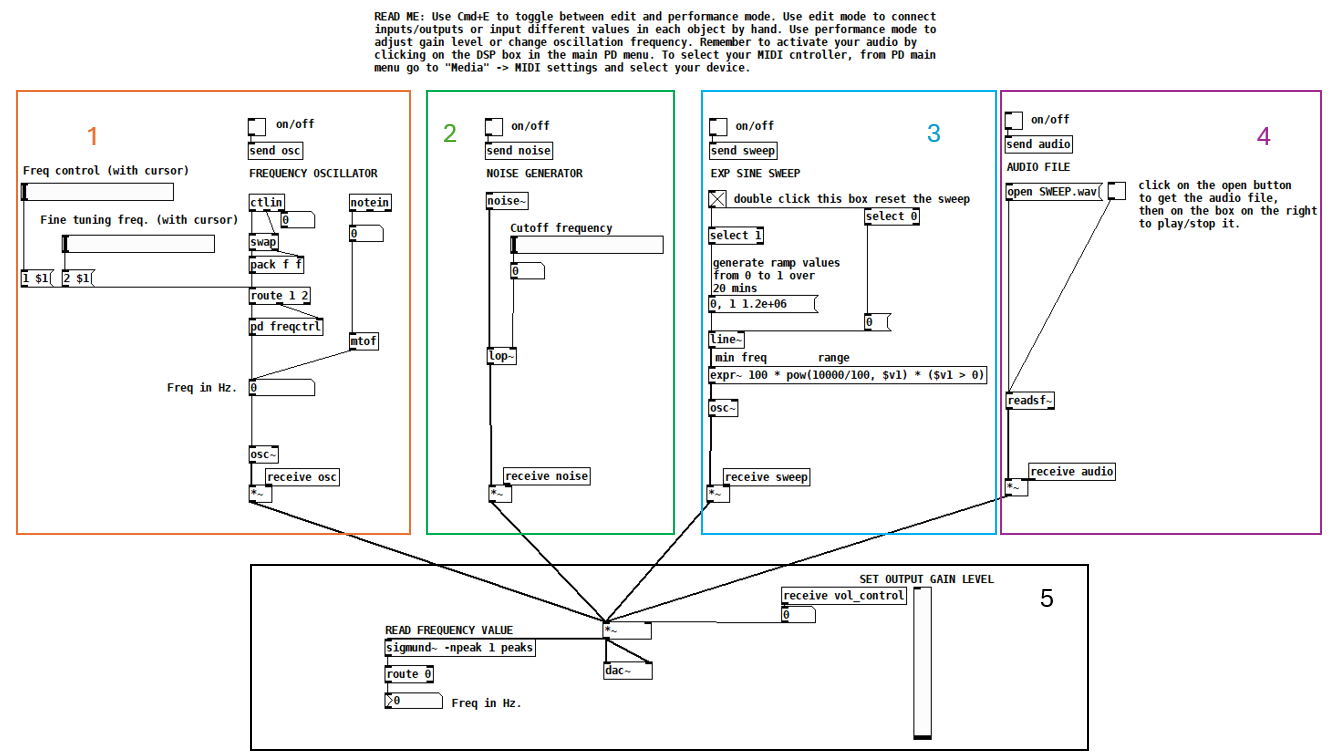 READ ME: Use Cmd+E to toggle between edit and performance mode. Use edit mode to connect
inputs/outputs or input different values in each object by hand. Use performance mode to
adjust gain level or change oscillation frequency. Remember to activate your audio by
clicking on the DSP box in the main PD menu. To select your MIDI cntroller, from PD main
menu go to "Media" -> MIDI settings and select your device.
1
on/off
send osc
Freq control (with cursor)
FREQUENCY OSCILLATOR
ctlin
notein
0
Fine tuning freq. (with cursor)
0
swap
pack f f
1 $1
2 $1
route 1 2
pd freqctrl
mtof
Freq in Hz.
0
osc~
receive osc
*~
2
on/off
send noise
NOISE GENERATOR
noise~
Cutoff frequency
0
lop~
receive noise
*~
3
on/off
send sweep
EXP SINE SWEEP
double click this box reset the sweep
select 0
select 1
generate ramp values
from 0 to 1 over
20 mins
0, 1 1.2e+06
0
line~
min freq range
expr~ 100 * pow(10000/100, $v1) * ($v1 > 0)
osc~
receive sweep
*~
4
on/off
send audio
AUDIO FILE
open SWEEP.wav
click on the open button
to get the audio file,
then on the box on the right
to play/stop it.
readsf~
receive audio
*~
5
SET OUTPUT GAIN LEVEL
receive vol_control
0
*~
READ FREQUENCY VALUE
sigmund~ -npeak 1 peaks
dac~
route 0
0
Freq in Hz.